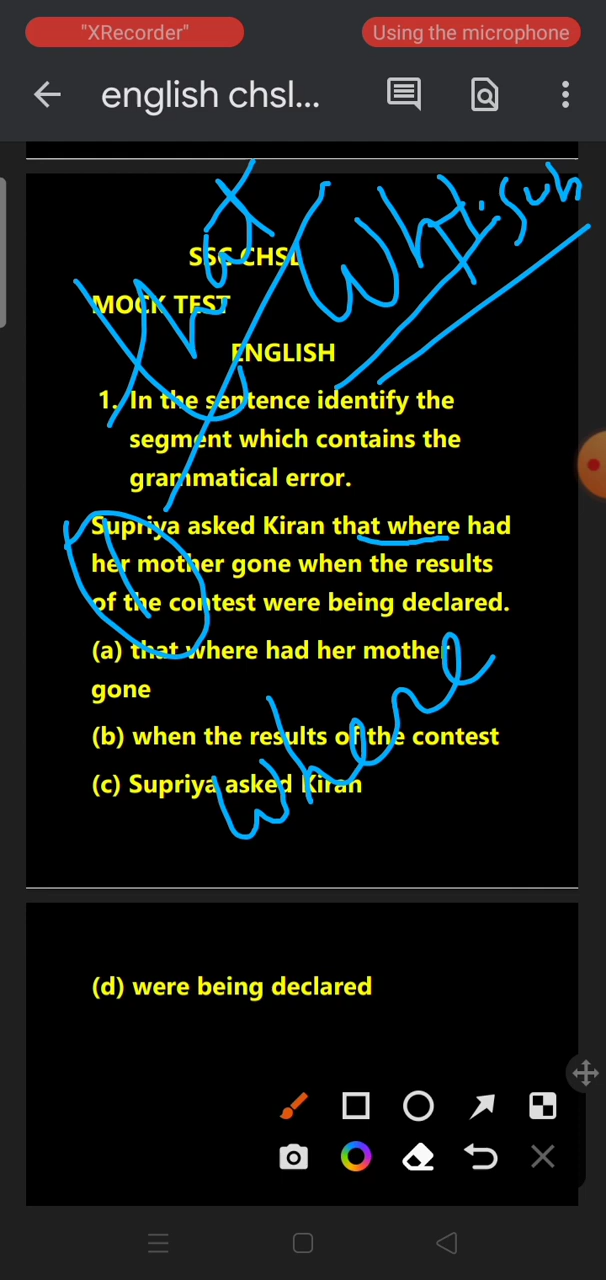 "XRecorder"
Using the microphone
english chsl...
that
Wh+sub
SSC CHSL
MOCK TEST
ENGLISH
1. In the sentence identify the
segment which contains the
grammatical error.
Supriya asked Kiran that where had
her mother gone when the results
of the contest were being declared.
(a) that where had her mother
gone
(b) when the results of the contest
(c) Supriya asked Kiran
where
(d) were being declared